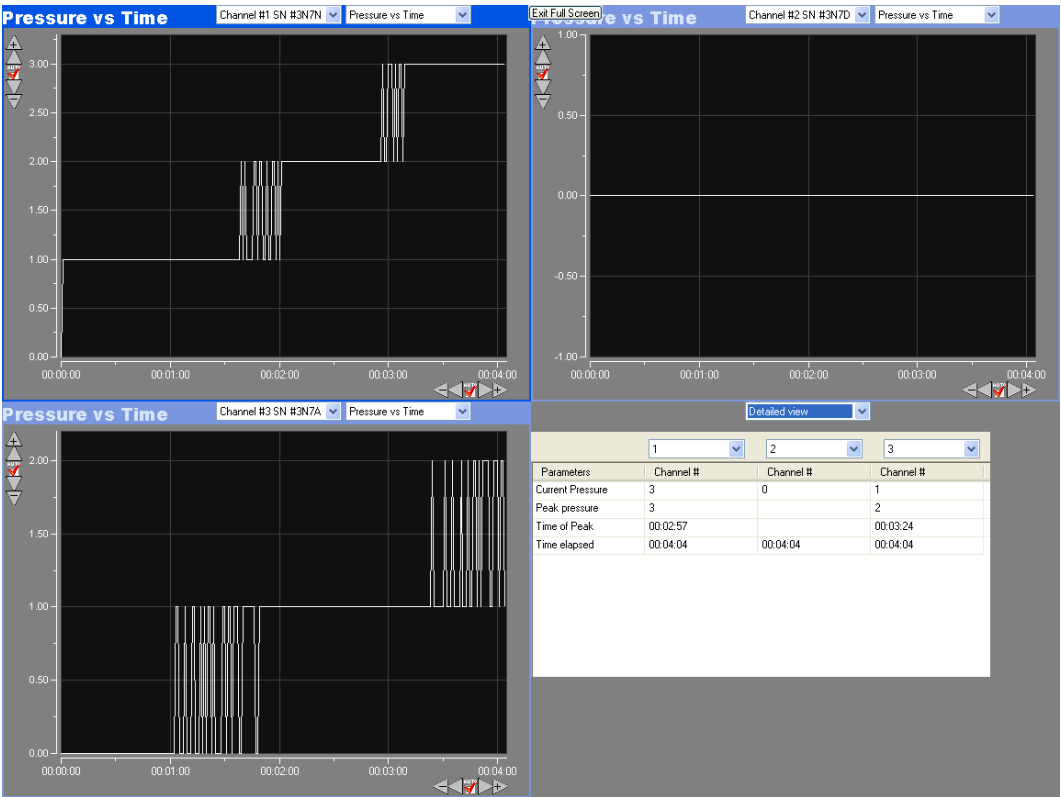 Pressure vs Time Channel #1 SN #3N7N Pressure vs Time
AUTO
3.00
2.50
2.00
1.50
1.00
0.50
0.00
00:00:00 00:01:00 00:02:00 00:03:00 00:04:00
AUTO
Exit Full Screen
Pressure vs Time Channel #2 SN #3N7D Pressure vs Time
AUTO
1.00
0.50
0.00
-0.50
-1.00
00:00:00 00:01:00 00:02:00 00:03:00 00:04:00
AUTO
Pressure vs Time Channel #3 SN #3N7A Pressure vs Time
AUTO
2.00
1.50
1.00
0.50
0.00
00:00:00 00:01:00 00:02:00 00:03:00 00:04:00
AUTO
Detailed view
1 2 3
Parameters Channel # Channel # Channel #
Current Pressure 3 0 1
Peak pressure 3 2
Time of Peak 00:02:57 00:03:24
Time elapsed 00:04:04 00:04:04 00:04:04